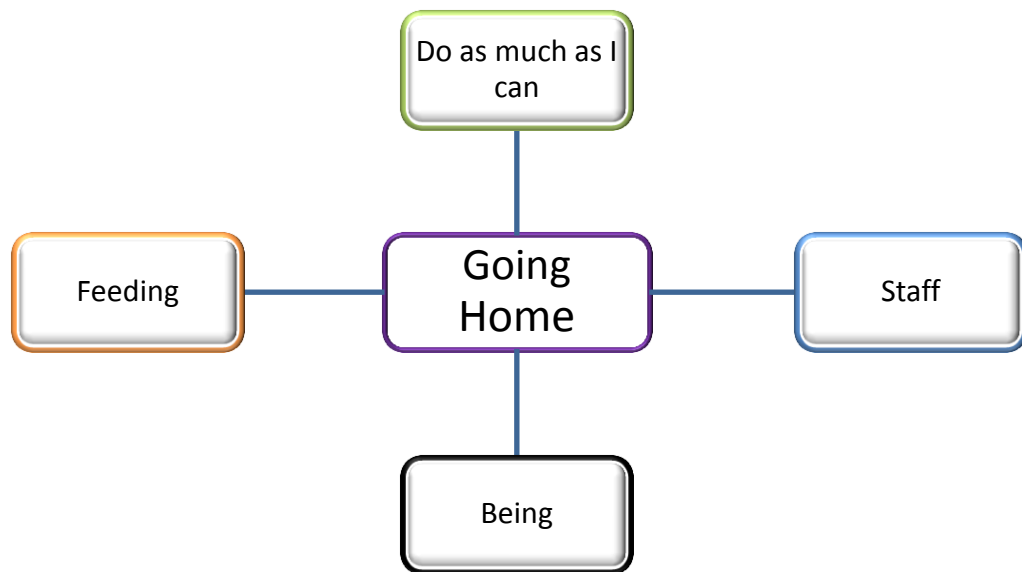 Do as much as I
can
Feeding
Going
Home
Staff
Being